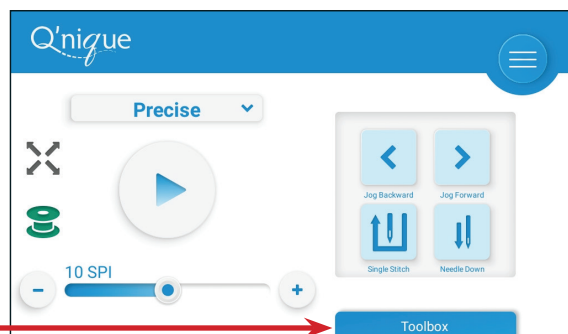 Q'nique
Precise
Jog Backward
Jog Forward
Single Stitch
Needle Down
10 SPI
Toolbox